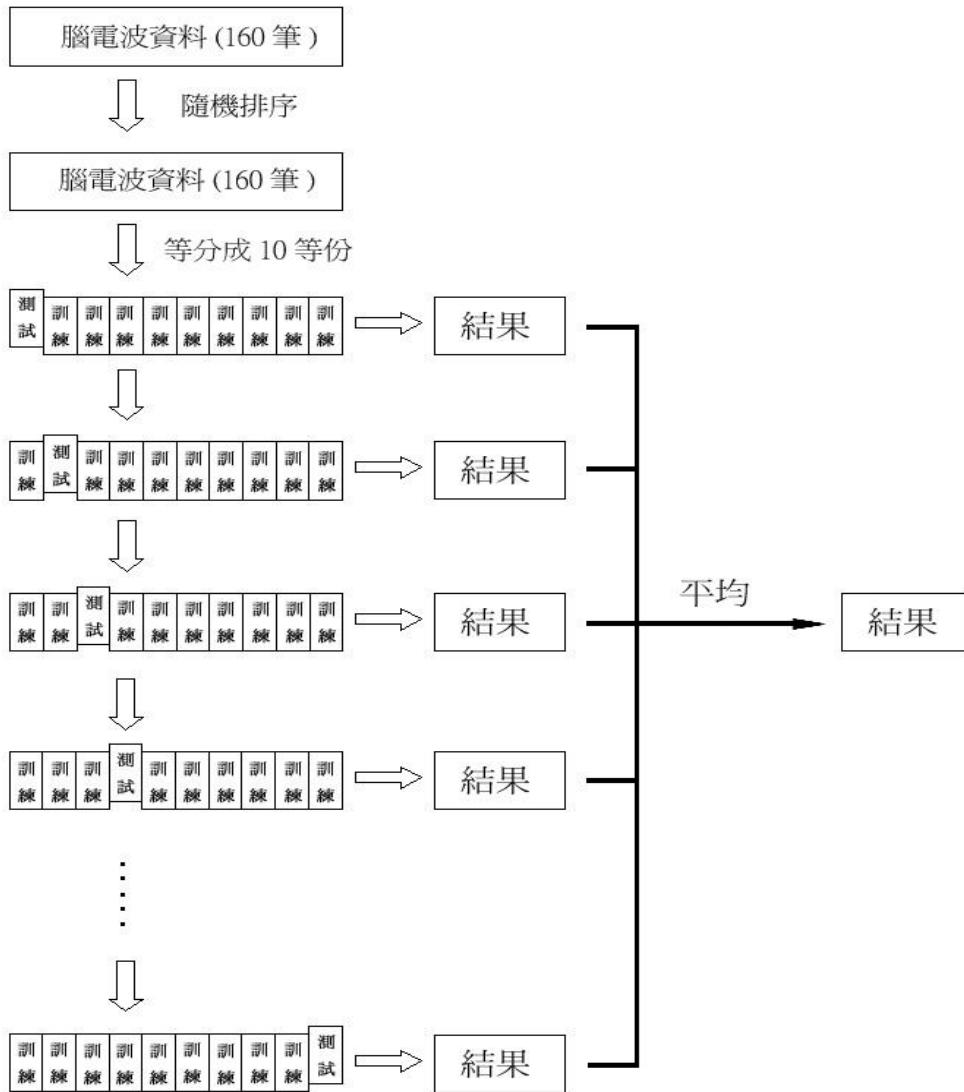 腦電波資料 (160 筆 )
隨機排序
腦電波資料 (160 筆 )
等分成 10 等份
測試 訓練 訓練 訓練 訓練 訓練 訓練 訓練 訓練 訓練
結果
訓練 測試 訓練 訓練 訓練 訓練 訓練 訓練 訓練 訓練
結果
訓練 訓練 測試 訓練 訓練 訓練 訓練 訓練 訓練 訓練
結果
平均
結果
訓練 訓練 訓練 測試 訓練 訓練 訓練 訓練 訓練 訓練
結果
訓練 訓練 訓練 訓練 訓練 訓練 訓練 訓練 訓練 測試
結果